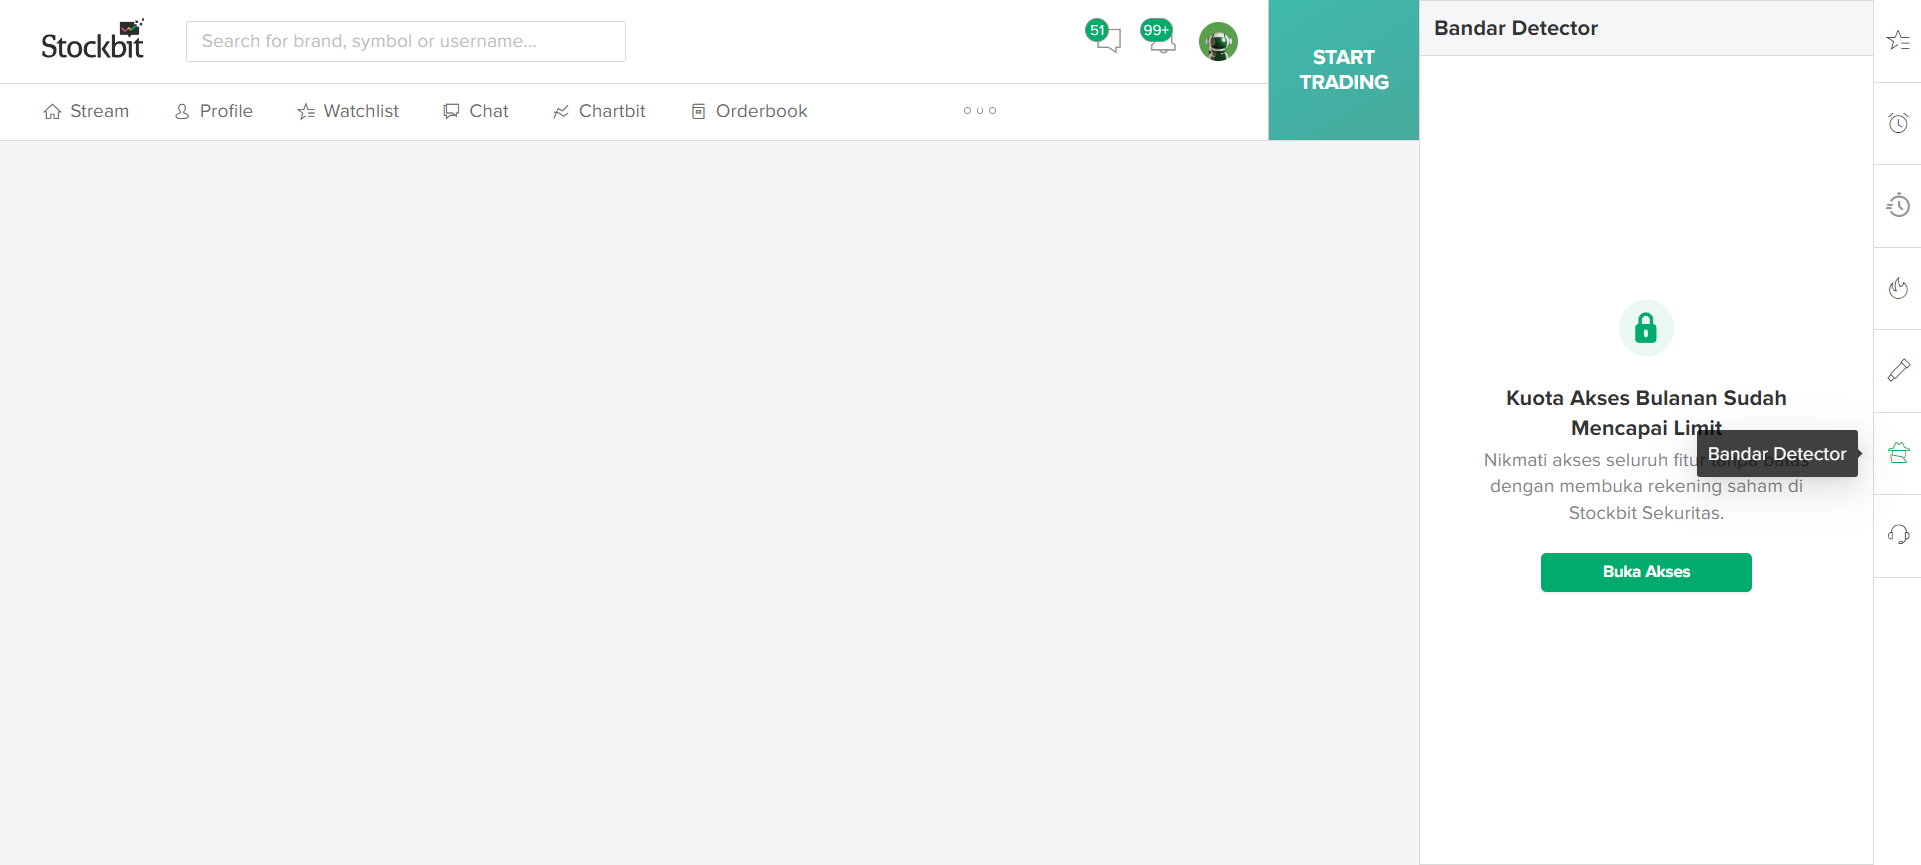 Stockbit
Search for brand, symbol or username...
51
99+
START
TRADING
Stream
Profile
Watchlist
Chat
Chartbit
Orderbook
Bandar Detector
Kuota Akses Bulanan Sudah
Mencapai Limit
Nikmati akses seluruh fitur tanpa batas
dengan membuka rekening saham di
Stockbit Sekuritas.
Buka Akses
Bandar Detector